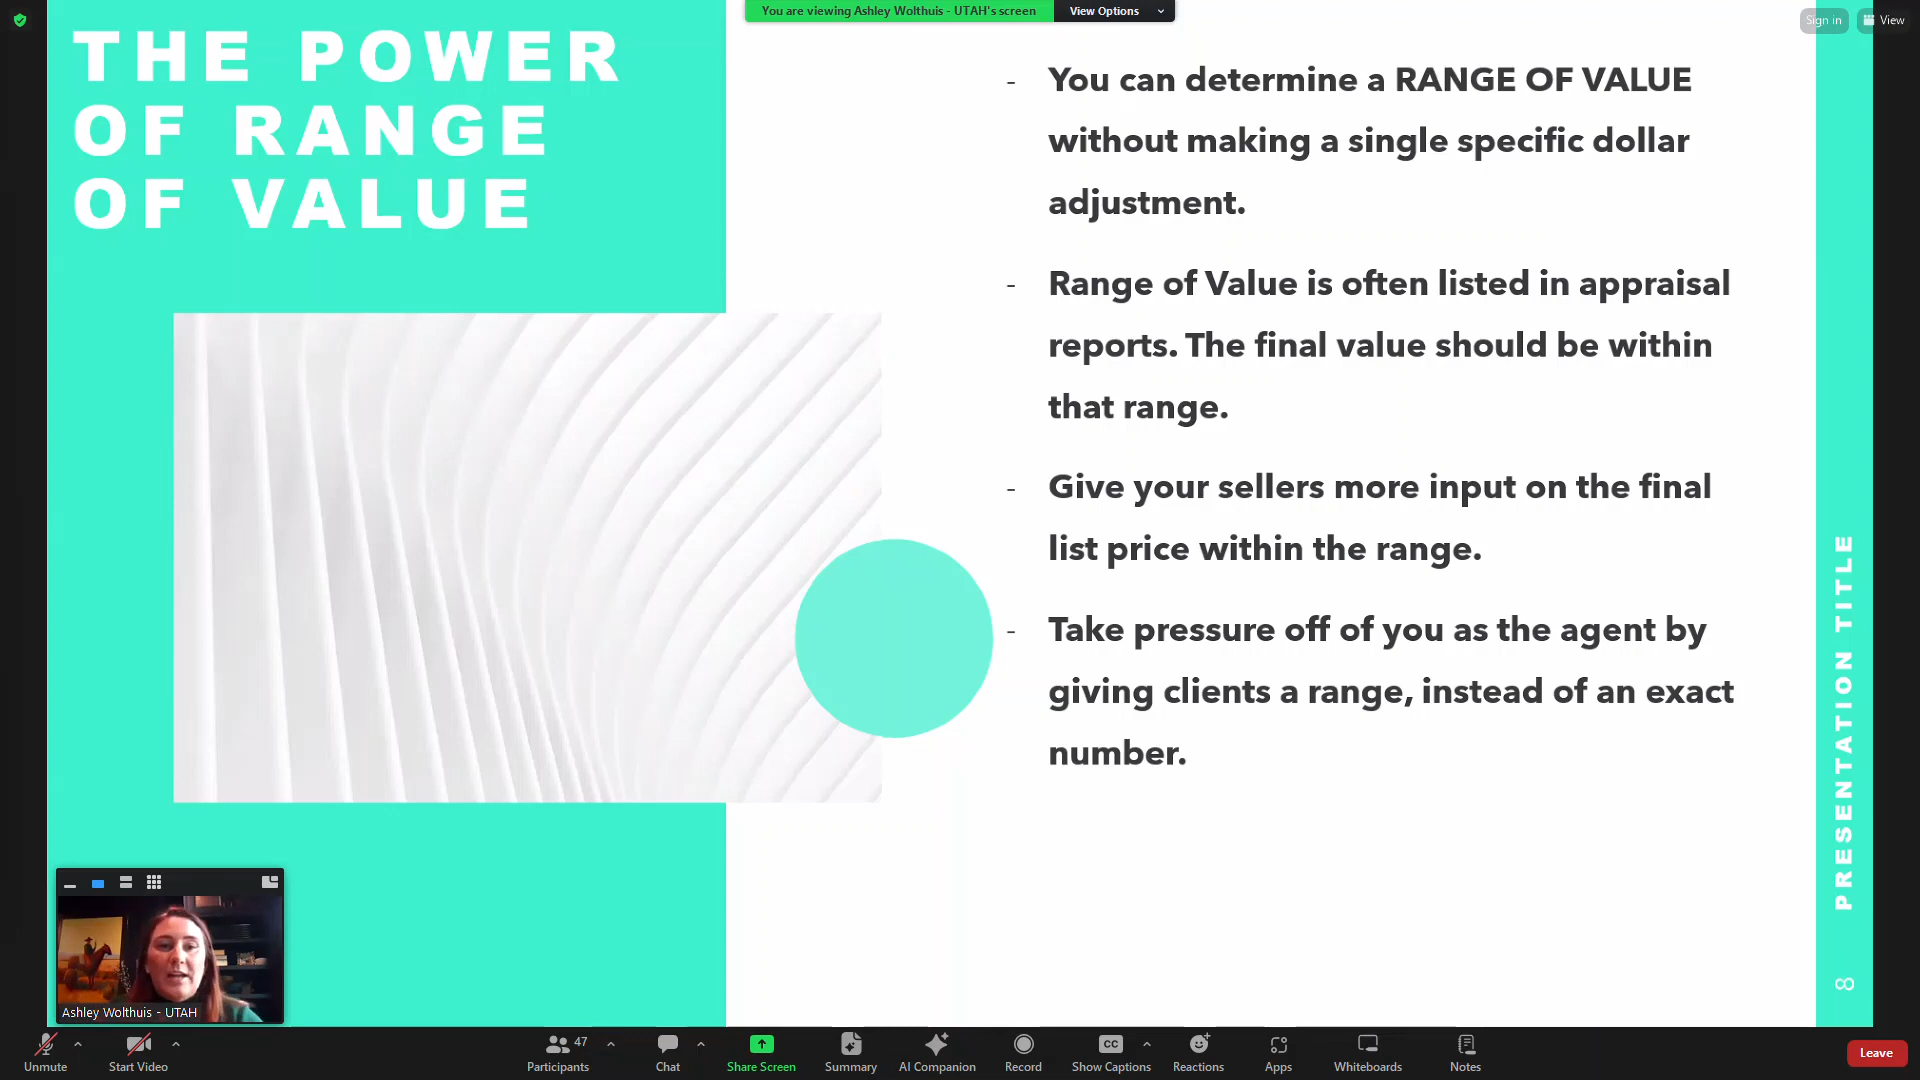 You are viewing Ashley Wolthuis - UTAH's screen
View Options
Sign in
View
THE POWER
OF RANGE
OF VALUE
- You can determine a RANGE OF VALUE
without making a single specific dollar
adjustment.
- Range of Value is often listed in appraisal
reports. The final value should be within
that range.
- Give your sellers more input on the final
list price within the range.
- Take pressure off of you as the agent by
giving clients a range, instead of an exact
number.
PRESENTATION TITLE
8
Ashley Wolthuis - UTAH
Unmute
Start Video
47
Participants
Chat
Share Screen
Summary
AI Companion
Record
CC
Show Captions
Reactions
Apps
Whiteboards
Notes
Leave